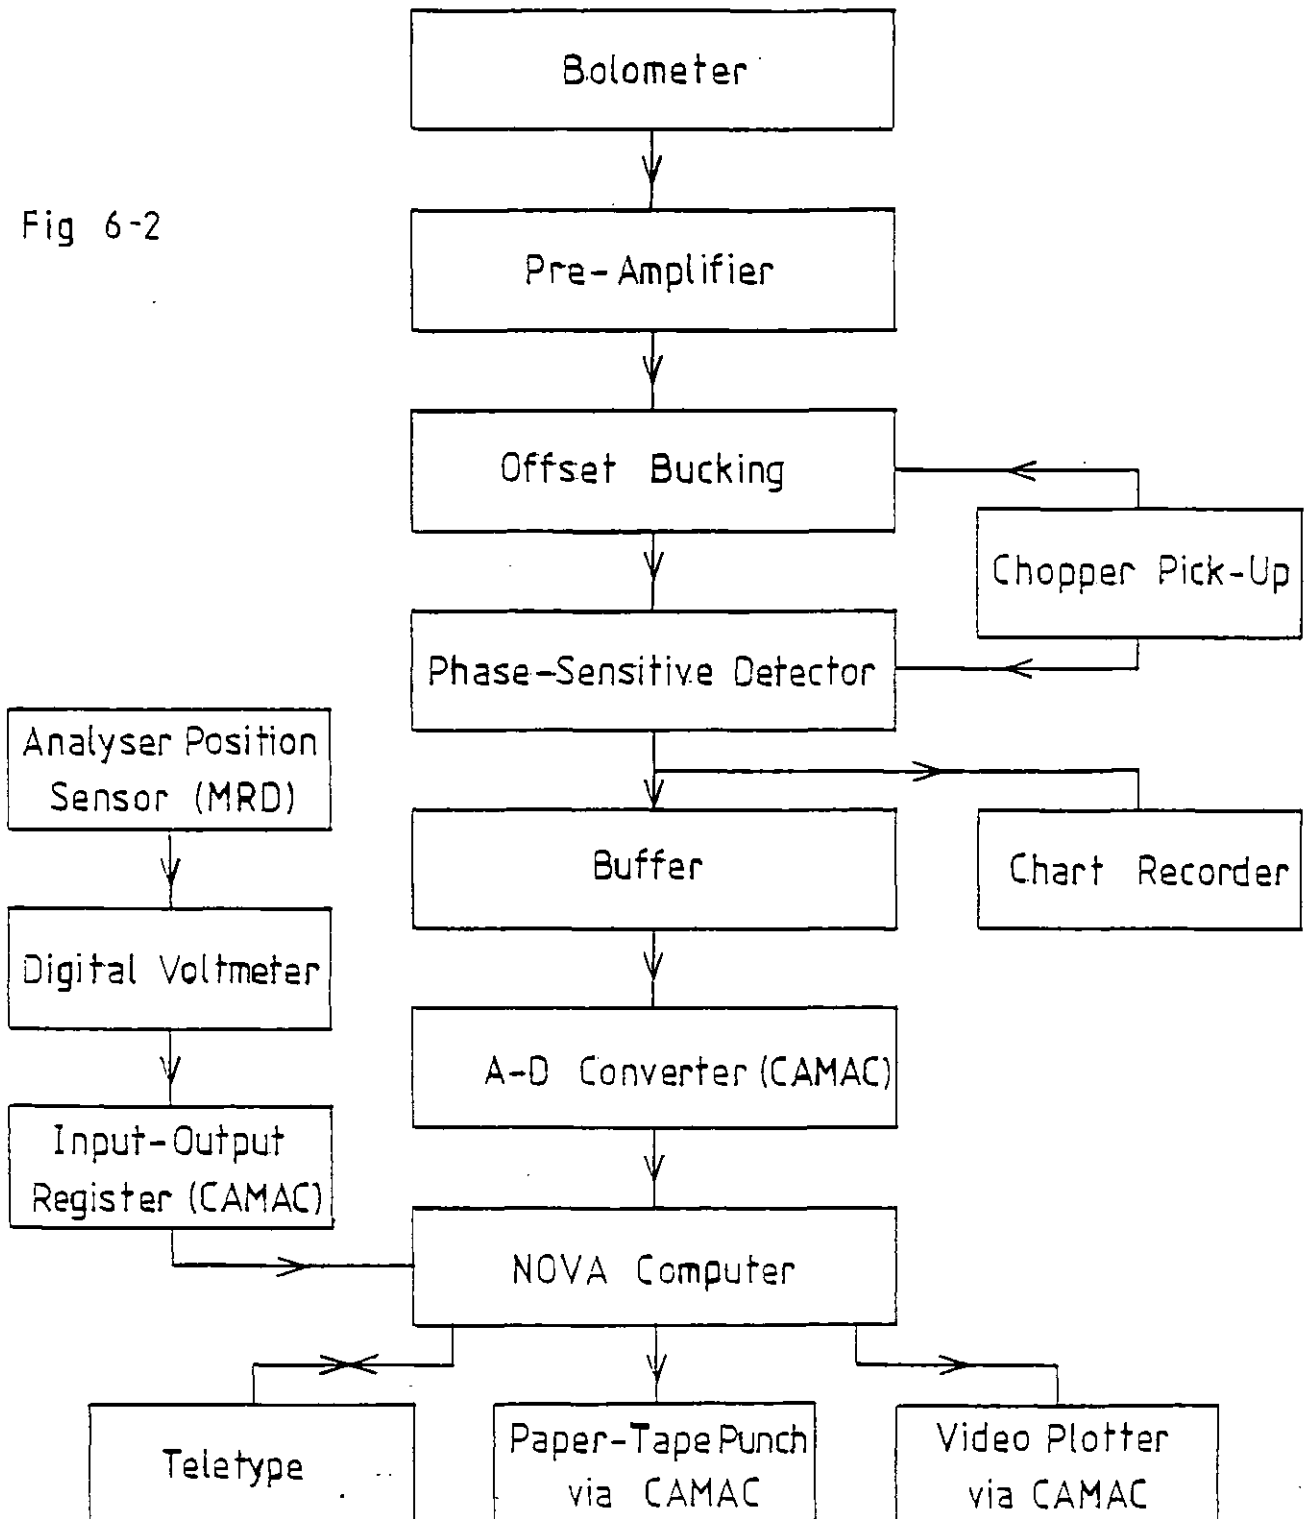 Bolometer
Fig 6-2
Pre-Amplifier
Offset Bucking
Chopper Pick-Up
Phase-Sensitive Detector
Analyser Position
Sensor (MRD)
Buffer
Chart Recorder
Digital Voltmeter
A-D Converter (CAMAC)
Input-Output
Register (CAMAC)
NOVA Computer
Teletype
Paper-Tape Punch
via CAMAC
Video Plotter
via CAMAC